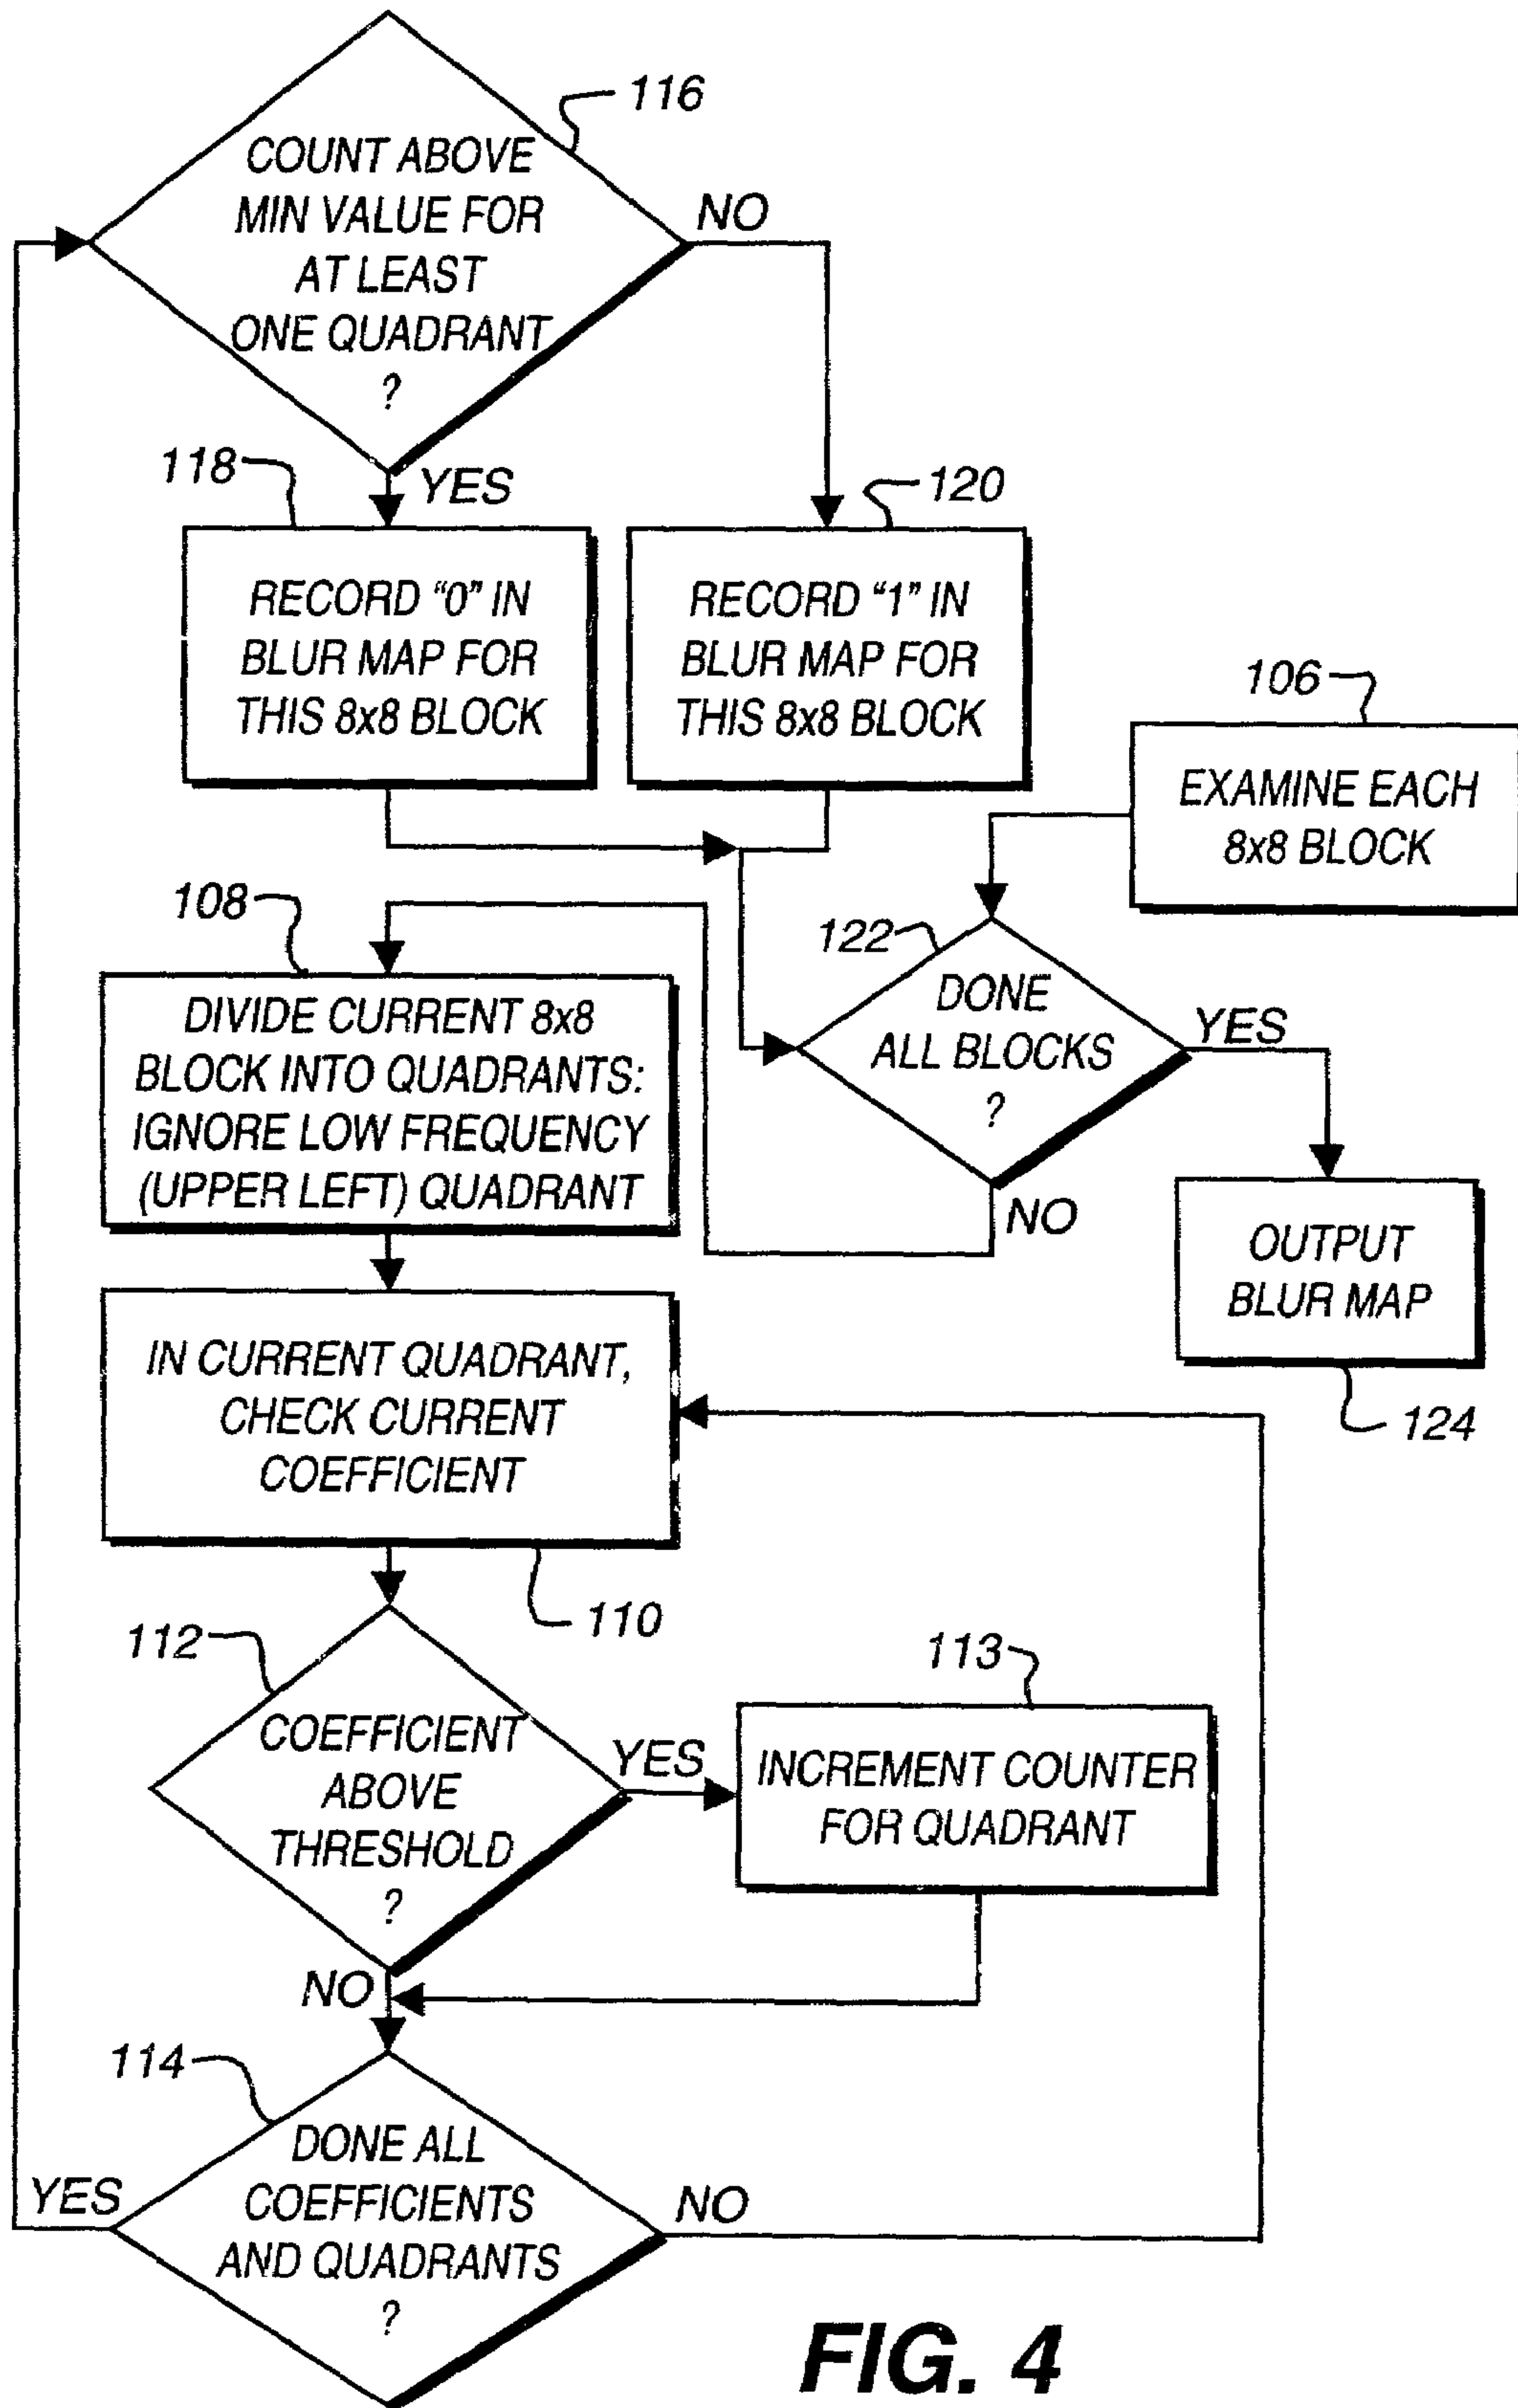 116
COUNT ABOVE
MIN VALUE FOR
AT LEAST
ONE QUADRANT
?
NO
YES
118
RECORD “0” IN
BLUR MAP FOR
THIS 8x8 BLOCK
120
RECORD “1” IN
BLUR MAP FOR
THIS 8x8 BLOCK
106
EXAMINE EACH
8x8 BLOCK
122
DONE
ALL BLOCKS
?
YES
NO
108
DIVIDE CURRENT 8x8
BLOCK INTO QUADRANTS:
IGNORE LOW FREQUENCY
(UPPER LEFT) QUADRANT
OUTPUT
BLUR MAP
124
IN CURRENT QUADRANT,
CHECK CURRENT
COEFFICIENT
110
112
COEFFICIENT
ABOVE
THRESHOLD
?
YES
NO
113
INCREMENT COUNTER
FOR QUADRANT
114
DONE ALL
COEFFICIENTS
AND QUADRANTS
?
YES
NO
FIG. 4